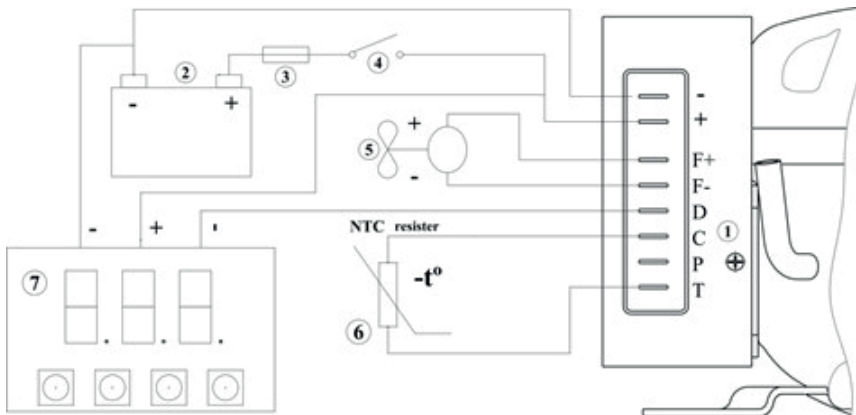 ②
③
④
-
+
-
+
+
⑤
-
F+
F-
D
C
①
P
T
- + -
NTC resister
-t°
⑥
⑦
. . .